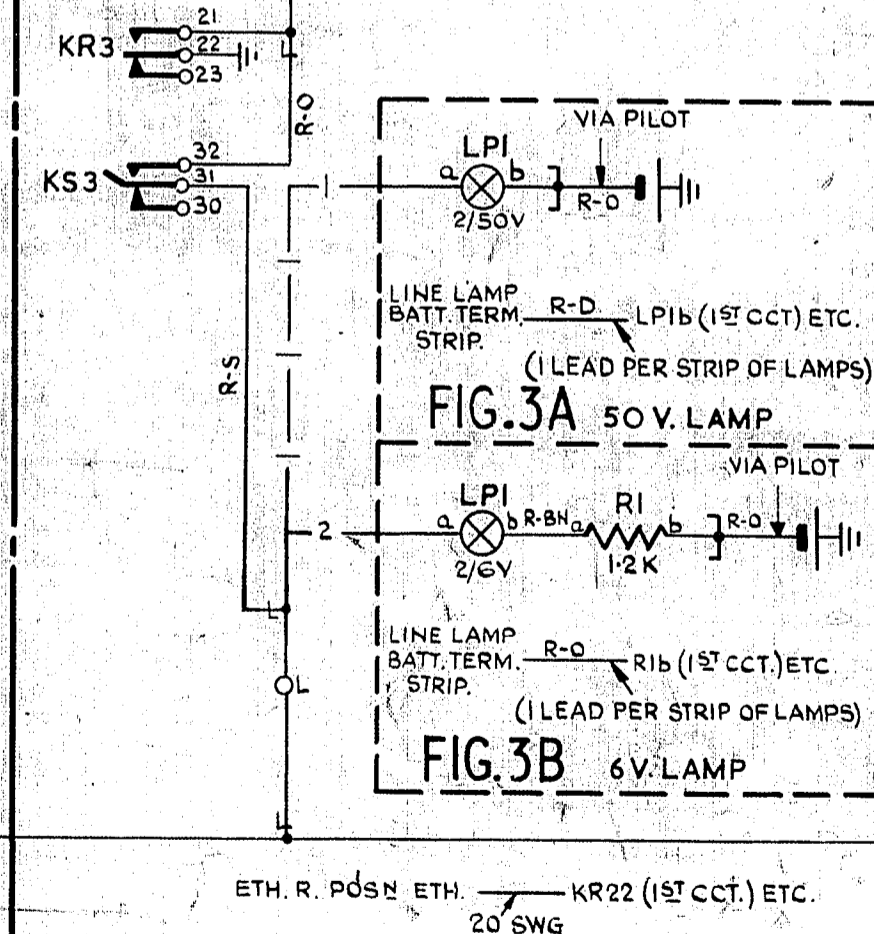 21
KR3
22
23
L
R-O
32
KS3
31
30
R-S
1
VIA PILOT
LP1
a
b
2/50V
R-O
LINE LAMP
BATT. TERM.
STRIP.
R-D
LP1b (1ST CCT) ETC.
(1 LEAD PER STRIP OF LAMPS)
FIG.3A 50 V. LAMP
VIA PILOT
2
LP1
a
b
R-BN
a
R1
b
R-O
2/6V
1·2K
L
LINE LAMP
BATT. TERM.
STRIP.
R-O
R1b (1ST CCT.) ETC
(1 LEAD PER STRIP OF LAMPS)
L
FIG.3B 6V. LAMP
L
ETH. R. POSN ETH. KR22 (1ST CCT.) ETC.
20 SWG